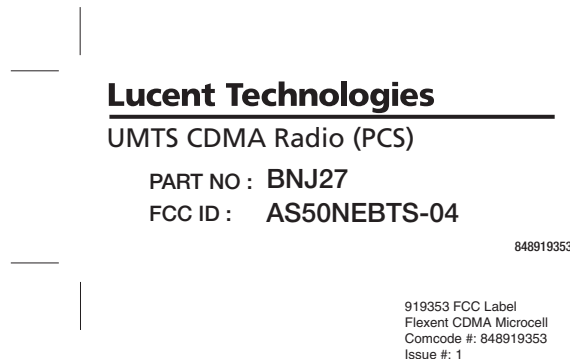 Lucent Technologies
UMTS CDMA Radio (PCS)
PART NO : BNJ27
FCC ID : AS50NEBTS-04
848919353
919353 FCC Label
Flexent CDMA Microcell
Comcode #: 848919353
Issue #: 1